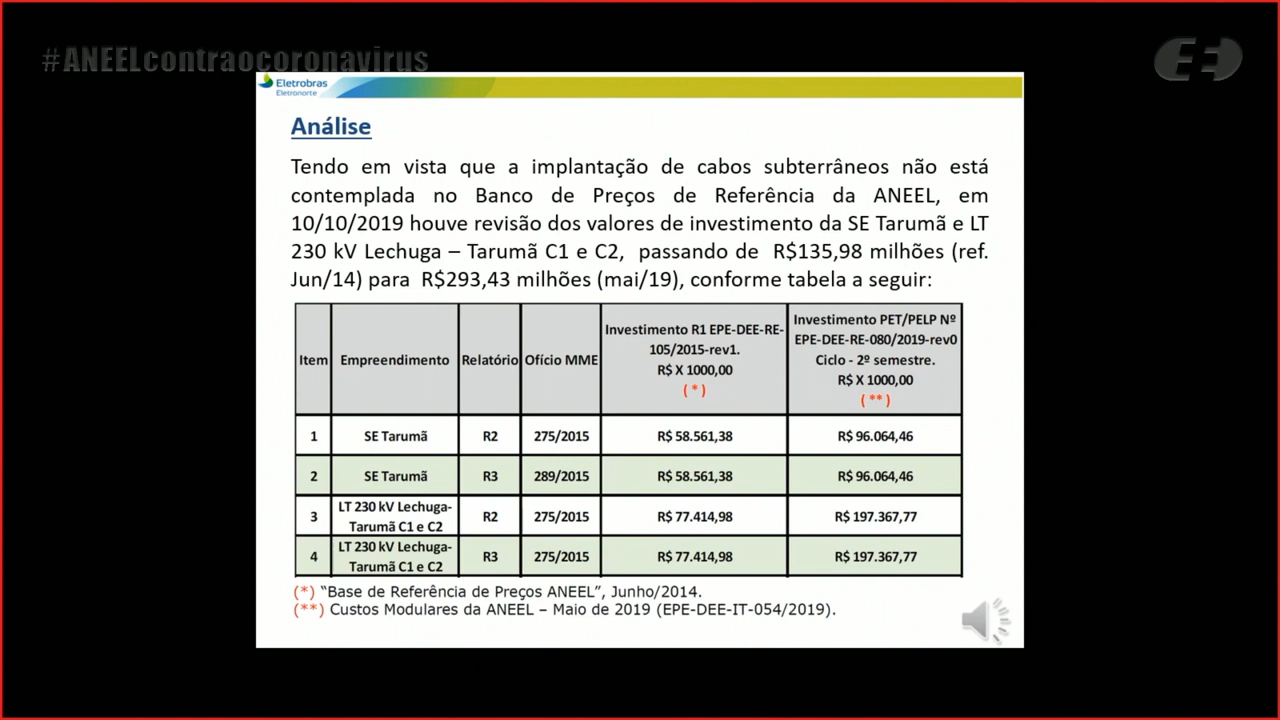 #ANEELcontraocoronavirus
Eletrobras
Eletronorte
Análise
Tendo em vista que a implantação de cabos subterrâneos não está
contemplada no Banco de Preços de Referência da ANEEL, em
10/10/2019 houve revisão dos valores de investimento da SE Tarumã e LT
230 kV Lechuga – Tarumã C1 e C2, passando de R$135,98 milhões (ref.
Jun/14) para R$293,43 milhões (mai/19), conforme tabela a seguir:
Item Empreendimento Relatório Ofício MME Investimento R1 EPE-DEE-RE-
105/2015-rev1.
R$ X 1000,00
(*)
Investimento PET/PELP Nº
EPE-DEE-RE-080/2019-rev0
Ciclo - 2º semestre.
R$ X 1000,00
(**)
1 SE Tarumã R2 275/2015 R$ 58.561,38 R$ 96.064,46
2 SE Tarumã R3 289/2015 R$ 58.561,38 R$ 96.064,46
3 LT 230 kV Lechuga-
Tarumã C1 e C2 R2 275/2015 R$ 77.414,98 R$ 197.367,77
4 LT 230 kV Lechuga-
Tarumã C1 e C2 R3 275/2015 R$ 77.414,98 R$ 197.367,77
(*) “Base de Referência de Preços ANEEL”, Junho/2014.
(**) Custos Modulares da ANEEL – Maio de 2019 (EPE-DEE-IT-054/2019).